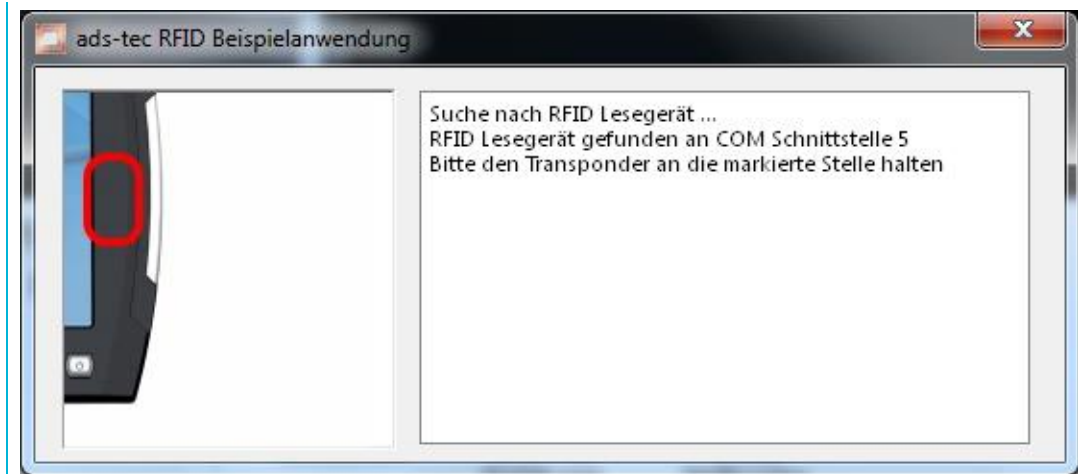 ads-tec RFID Beispielanwendung
Suche nach RFID Lesegerät ...
RFID Lesegerät gefunden an COM Schnittstelle 5
Bitte den Transponder an die markierte Stelle halten